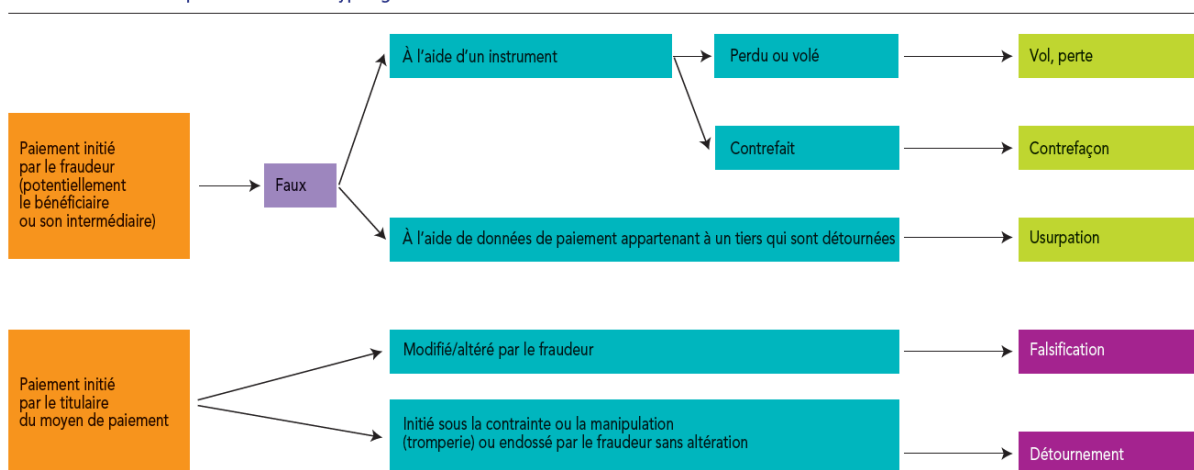 À l'aide d'un instrument
Perdu ou volé
Vol, perte
Paiement initié
par le fraudeur
(potentiellement
le bénéficiaire
ou son intermédiaire)
Faux
Contrefait
Contrefaçon
À l'aide de données de paiement appartenant à un tiers qui sont détournées
Usurpation
Paiement initié
par le titulaire
du moyen de paiement
Modifié/altéré par le fraudeur
Falsification
Initié sous la contrainte ou la manipulation
(tromperie) ou endossé par le fraudeur sans altération
Détournement